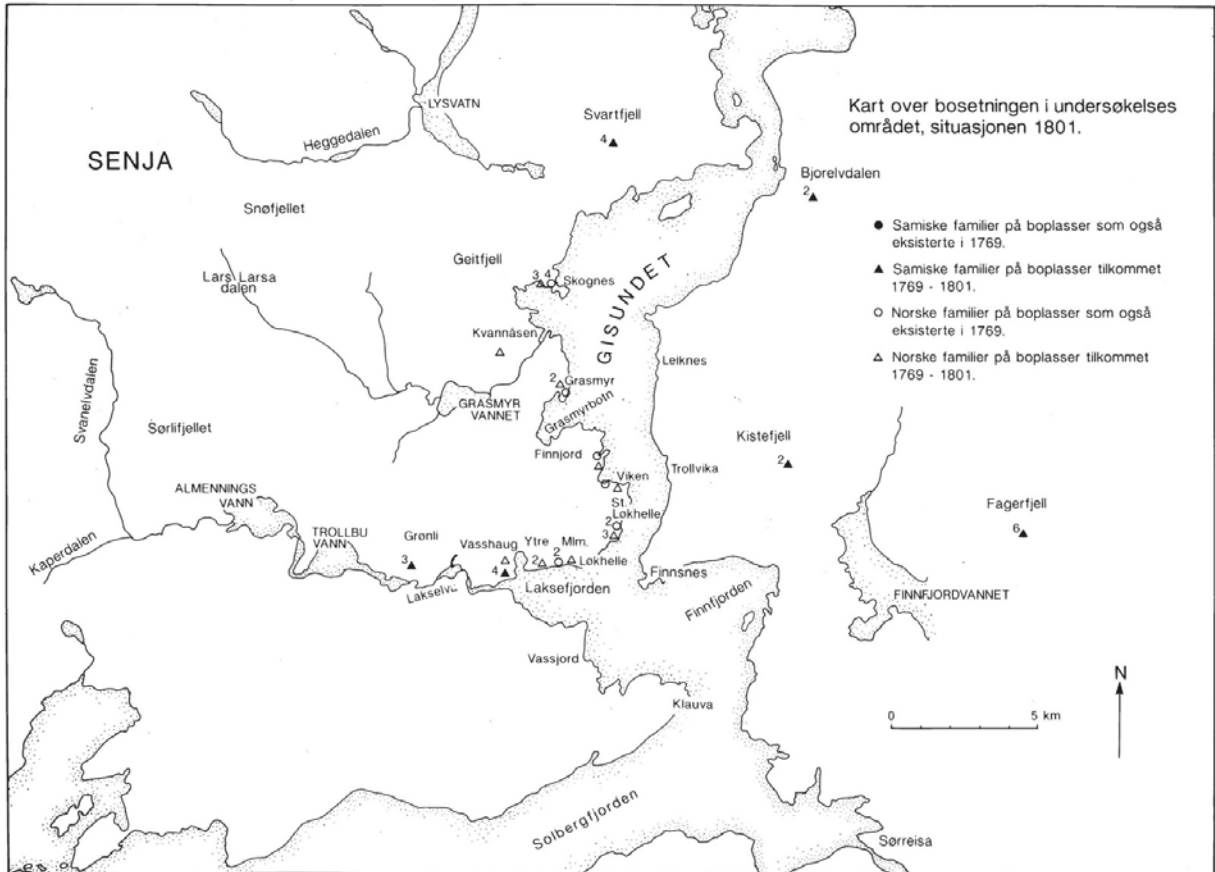 Kart over bosetningen i undersøkelses
området, situasjonen 1801.
● Samiske familier på boplasser som også
eksisterte i 1769.
▲ Samiske familier på boplasser tilkommet
1769 - 1801.
○ Norske familier på boplasser som også
eksisterte i 1769.
△ Norske familier på boplasser tilkommet
1769 - 1801.
SENJA
LYSVATN
Heggedalen
Svartfjell
4
Bjorelvdalen
2
Snøfjellet
Geitfjell
3 4
Skognes
Lars Larsa
dalen
GISUNDET
Kvannåsen
Leiknes
2
Grasmyr
GRASMYR
VANNET
Grasmyrbotn
Svanelvdalen
Sørlifjellet
Kistefjell
2
Finnjord
Trollvika
Viken
ALMENNINGS
VANN
St.
Løkhelle
2
3
Fagerfjell
6
TROLLBU
VANN
Grønli
3
Vasshaug
4
Ytre
2
2
Mlm.
Løkhelle
Kaperdalen
Lakselva
Laksefjorden
Finnsnes
Finnfjorden
FINNFJORDVANNET
Vassjord
Klauva
N
0
5 km
Solbergfjorden
Sørreisa